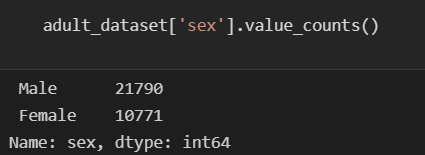 adult_dataset['sex'].value_counts()
Male 21790
Female 10771
Name: sex, dtype: int64